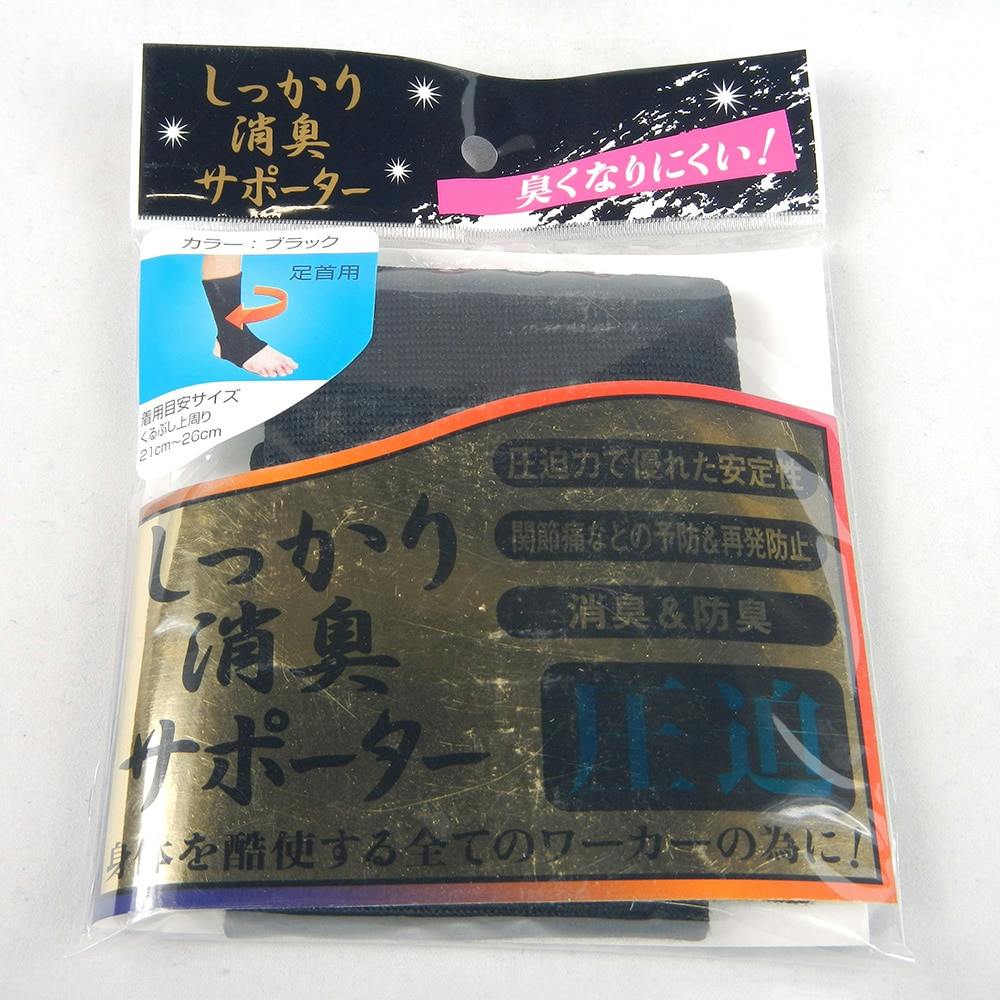 しっかり
消臭
サポーター
臭くなりにくい！
カラー：ブラック
足首用
着用目安サイズ
くるぶし上周り
21cm～26cm
圧迫力で優れた安定性
関節痛などの予防&再発防止
消臭&防臭
しっかり
消臭
サポーター
圧迫
身体を酷使する全てのワーカーの為に！